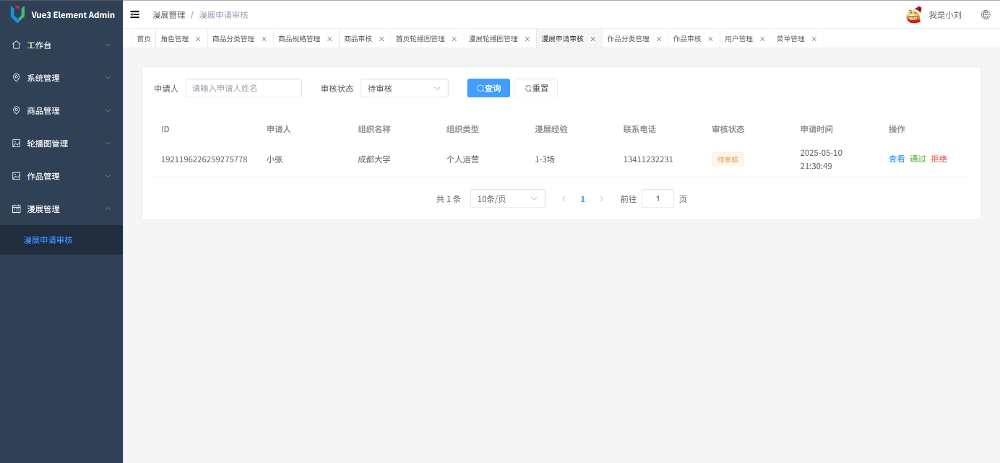 Vue3 Element Admin
漫展管理 / 漫展申请审核
我是小刘
首页 角色管理 商品分类管理 商品规格管理 商品审核 首页轮播图管理 漫展轮播图管理 漫展申请审核 作品分类管理 作品审核 用户管理 菜单管理
工作台
系统管理
商品管理
轮播图管理
作品管理
漫展管理
漫展申请审核
申请人 请输入申请人姓名 审核状态 待审核 查询 重置
ID 申请人 组织名称 组织类型 漫展经验 联系电话 审核状态 申请时间 操作
1921196226259275778 小张 成都大学 个人运营 1-3场 13411232231 待审核 2025-05-10 21:30:49 查看 通过 拒绝
共 1 条 10条/页 1 前往 1 页